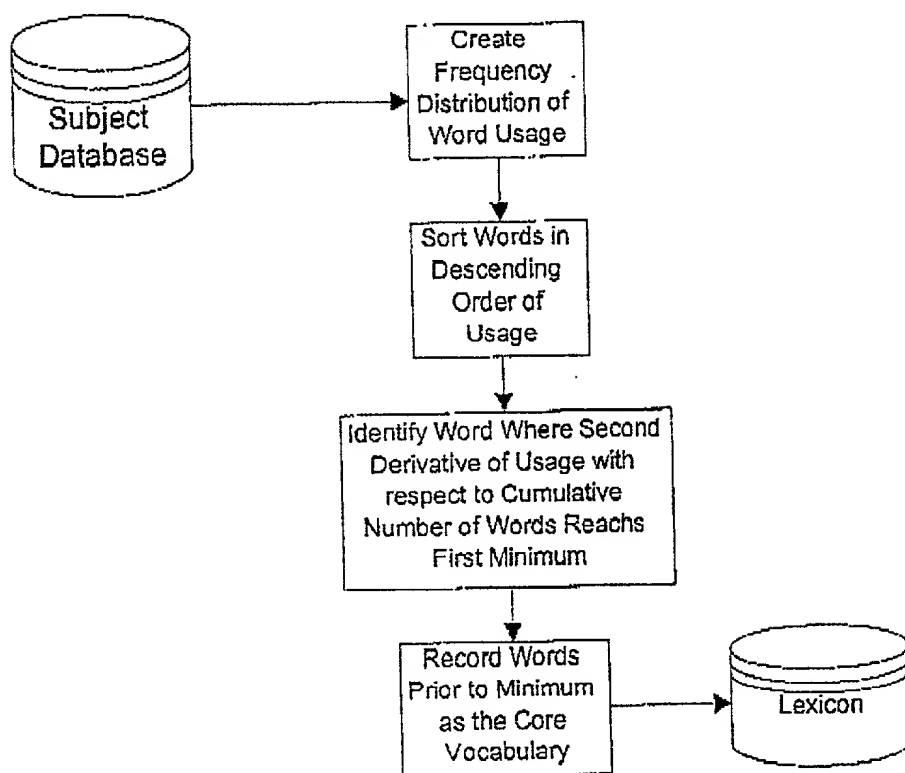 Subject
Database
Create
Frequency
Distribution of
Word Usage
Sort Words in
Descending
Order of
Usage
Identify Word Where Second
Derivative of Usage with
respect to Cumulative
Number of Words Reachs
First Minimum
Record Words
Prior to Minimum
as the Core
Vocabulary
Lexicon